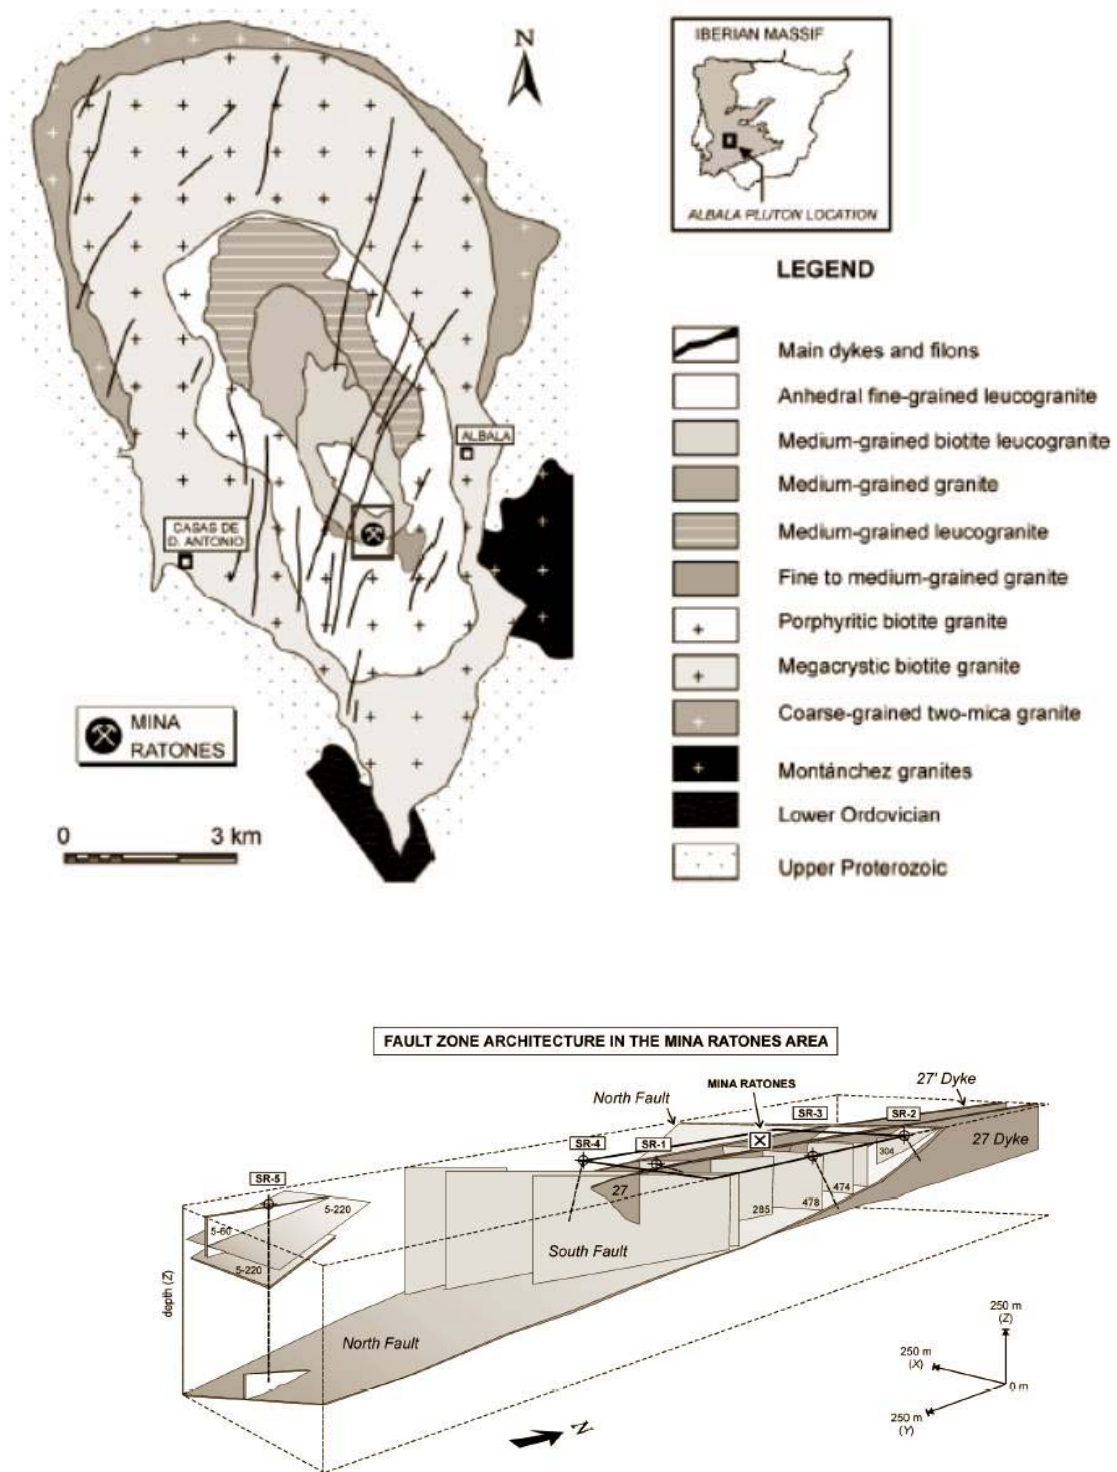 N
IBERIAN MASSIF
ALBALA PLUTON LOCATION
LEGEND
Main dykes and filons
Anhedral fine-grained leucogranite
Medium-grained biotite leucogranite
Medium-grained granite
Medium-grained leucogranite
Fine to medium-grained granite
Porphyritic biotite granite
Megacrystic biotite granite
Coarse-grained two-mica granite
Montánchez granites
Lower Ordovician
Upper Proterozoic
ALBALA
CASAS DE
D. ANTONIO
MINA
RATONES
0 3 km
FAULT ZONE ARCHITECTURE IN THE MINA RATONES AREA
27' Dyke
MINA RATONES
North Fault
SR-3
SR-2
SR-4
SR-1
27 Dyke
304
SR-5
27
474
478
285
5-220
5-60
South Fault
5-220
depth (Z)
North Fault
250 m
(Z)
250 m
(X)
0 m
250 m
(Y)
N